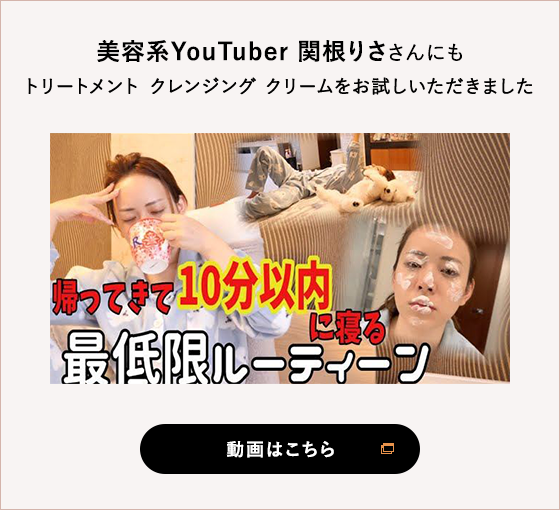 美容系YouTuber 関根りささんにも
トリートメント クレンジング クリームをお試しいただきました
帰ってきて10分以内
に寝る
最低限ルーティーン
動画はこちら